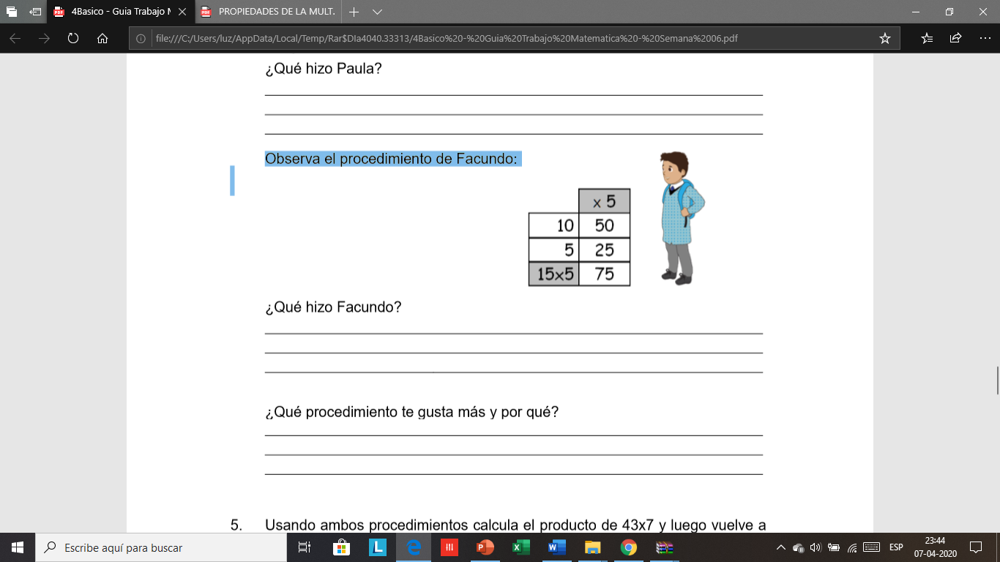 4Basico - Guia Trabajo M
PROPIEDADES DE LA MULT.
file:///C:/Users/luz/AppData/Local/Temp/Rar$DIa4040.33313/4Basico%20-%20Guia%20Trabajo%20Matematica%20-%20Semana%2006.pdf
¿Qué hizo Paula?
Observa el procedimiento de Facundo:
x 5
10 50
5 25
15x5 75
¿Qué hizo Facundo?
¿Qué procedimiento te gusta más y por qué?
5. Usando ambos procedimientos calcula el producto de 43x7 y luego vuelve a
Escribe aquí para buscar
ESP
23:44
07-04-2020